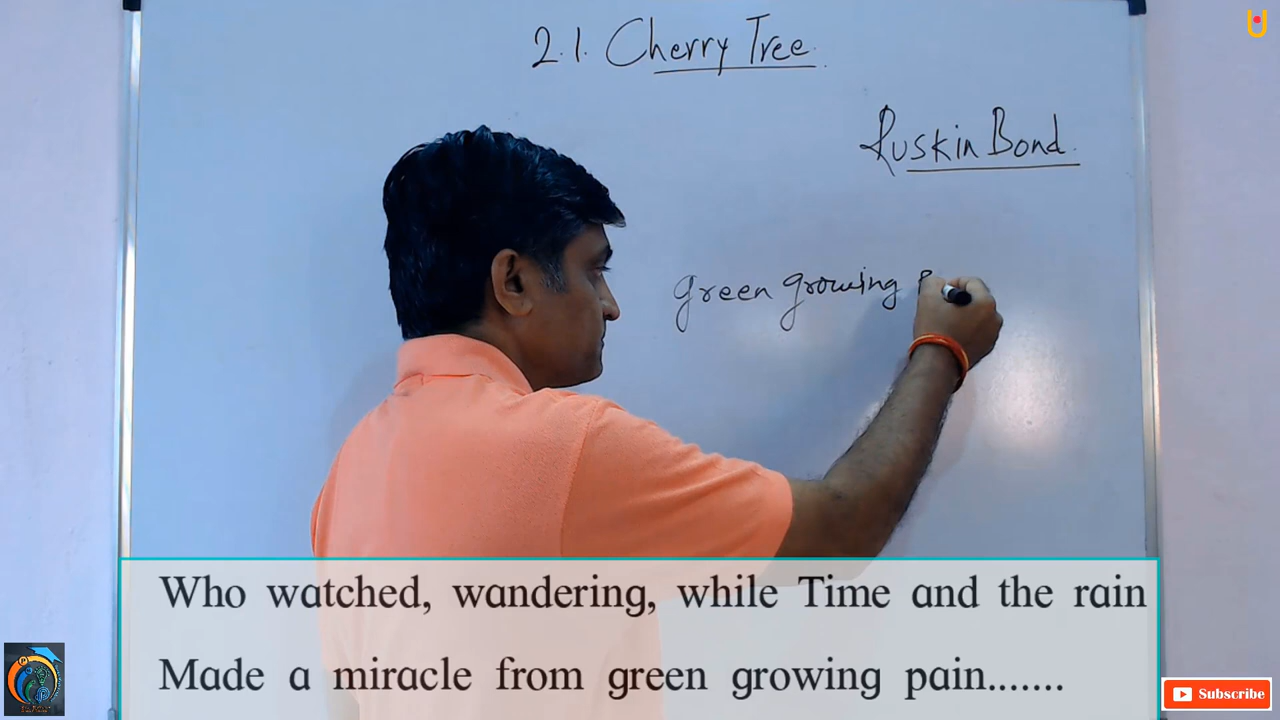 2.1. Cherry Tree.
Ruskin Bond.
green growing P
Who watched, wandering, while Time and the rain
Made a miracle from green growing pain.......
Subscribe